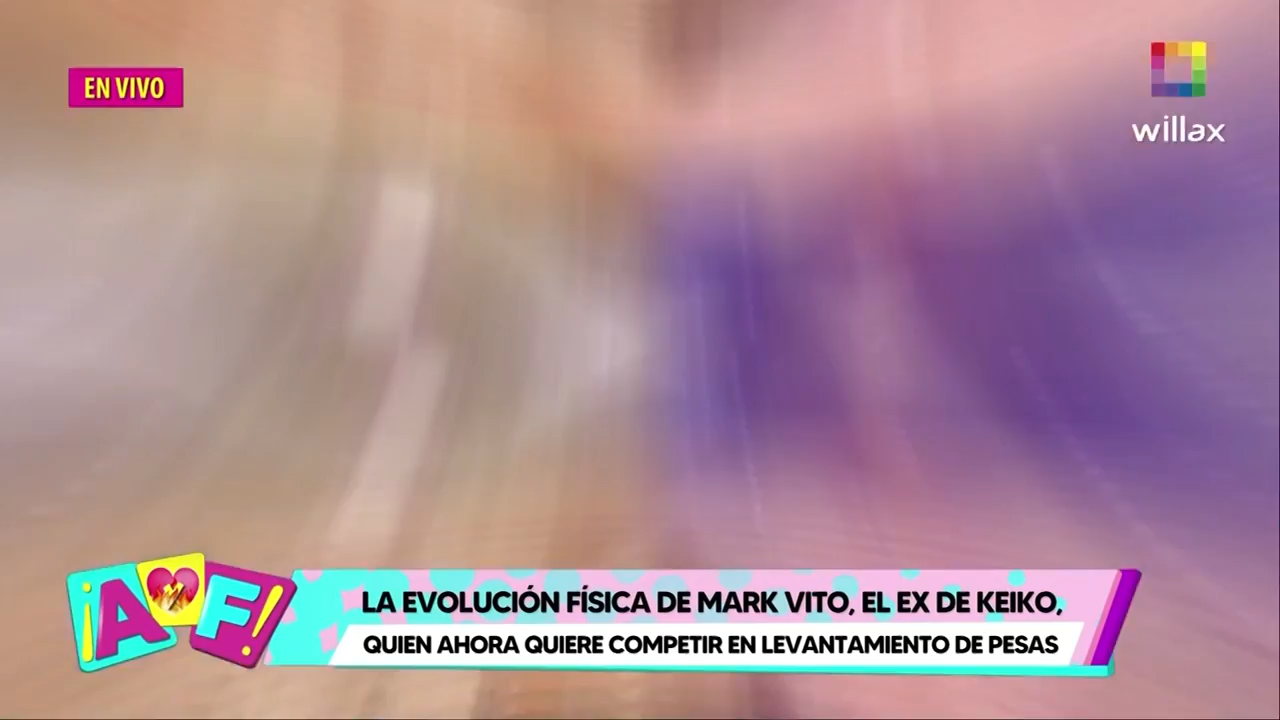 EN VIVO
willax
¡A F!
LA EVOLUCIÓN FÍSICA DE MARK VITO, EL EX DE KEIKO,
QUIEN AHORA QUIERE COMPETIR EN LEVANTAMIENTO DE PESAS